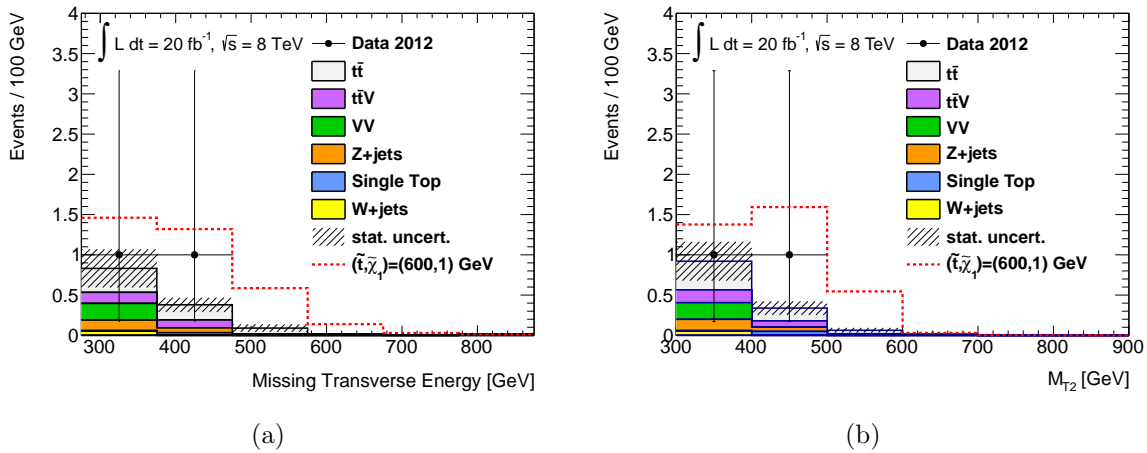 Events / 100 GeV
4
3.5
3
2.5
2
1.5
1
0.5
0
∫ L dt = 20 fb⁻¹, √s = 8 TeV
Data 2012
tt̄
tt̄V
VV
Z+jets
Single Top
W+jets
stat. uncert.
(t̃,χ̃₁)=(600,1) GeV
300 400 500 600 700 800
Missing Transverse Energy [GeV]
(a)
Events / 100 GeV
4
3.5
3
2.5
2
1.5
1
0.5
0
∫ L dt = 20 fb⁻¹, √s = 8 TeV
Data 2012
tt̄
tt̄V
VV
Z+jets
Single Top
W+jets
stat. uncert.
(t̃,χ̃₁)=(600,1) GeV
300 400 500 600 700 800 900
M_T2 [GeV]
(b)